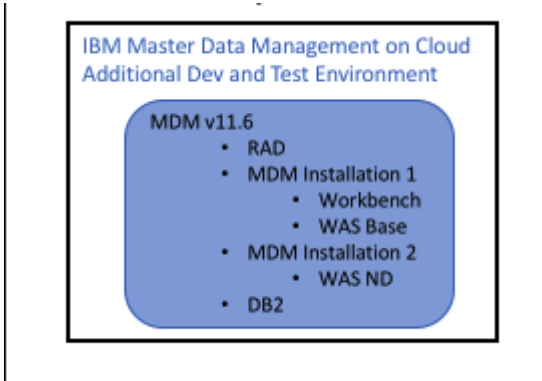 IBM Master Data Management on Cloud
Additional Dev and Test Environment
MDM v11.6
• RAD
• MDM Installation 1
• Workbench
• WAS Base
• MDM Installation 2
• WAS ND
• DB2